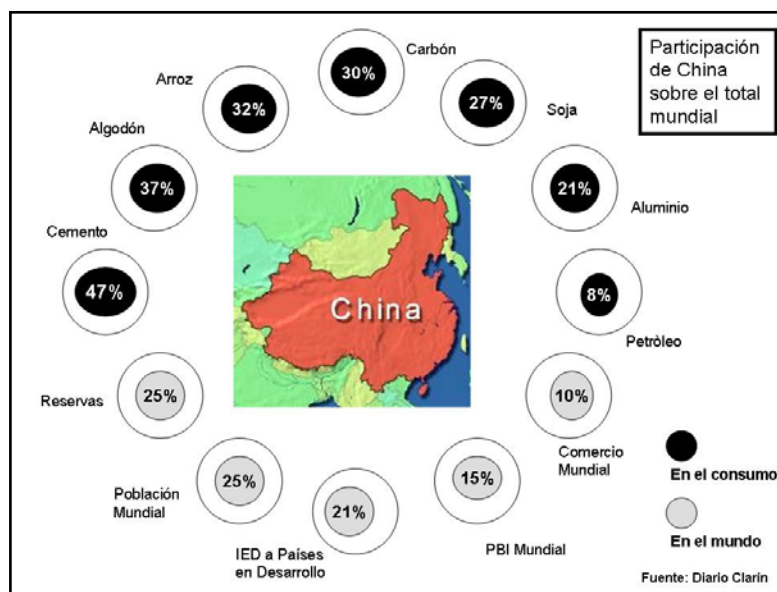 Participación
de China
sobre el total
mundial
Carbón
30%
Arroz
32%
27%
Soja
Algodón
37%
21%
Aluminio
Cemento
47%
8%
Petròleo
China
Reservas
25%
10%
Comercio
Mundial
Población
Mundial
25%
15%
PBI Mundial
21%
IED a Países
en Desarrollo
En el consumo
En el mundo
Fuente: Diario Clarín